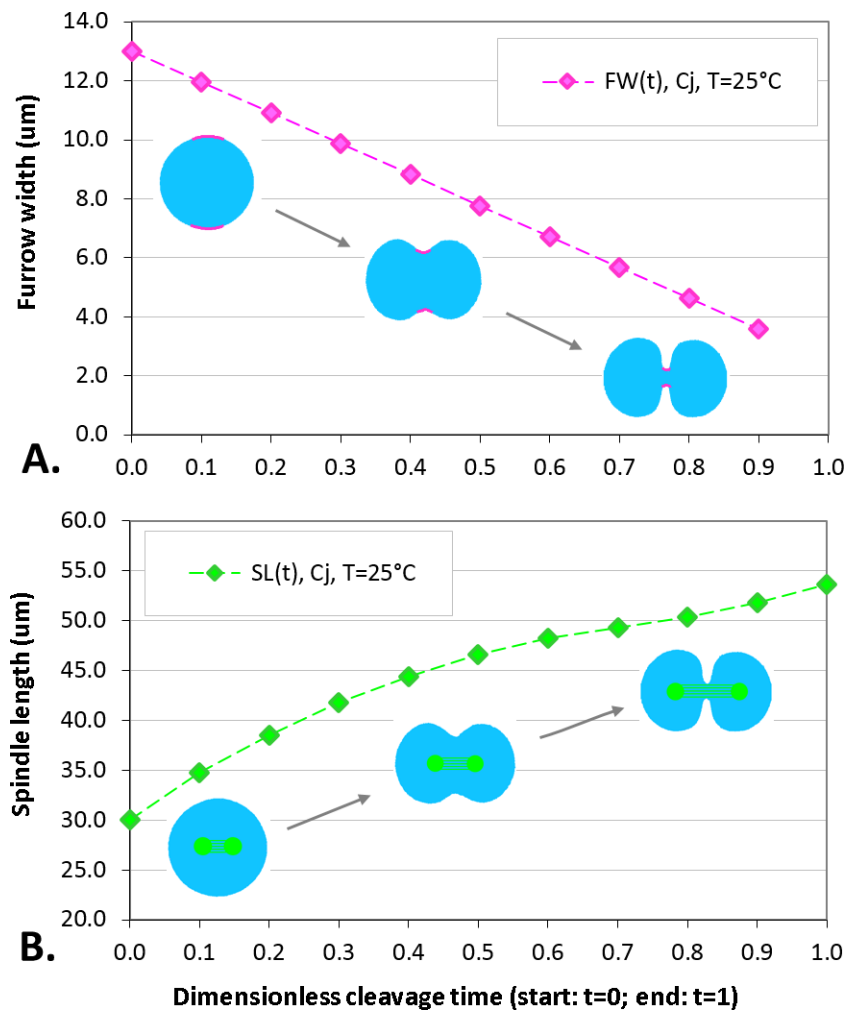 14.0
12.0
10.0
8.0
6.0
4.0
2.0
0.0
Furrow width (um)
FW(t), Cj, T=25°C
A.
0.0 0.1 0.2 0.3 0.4 0.5 0.6 0.7 0.8 0.9 1.0
60.0
55.0
50.0
45.0
40.0
35.0
30.0
25.0
20.0
Spindle length (um)
SL(t), Cj, T=25°C
B.
0.0 0.1 0.2 0.3 0.4 0.5 0.6 0.7 0.8 0.9 1.0
Dimensionless cleavage time (start: t=0; end: t=1)